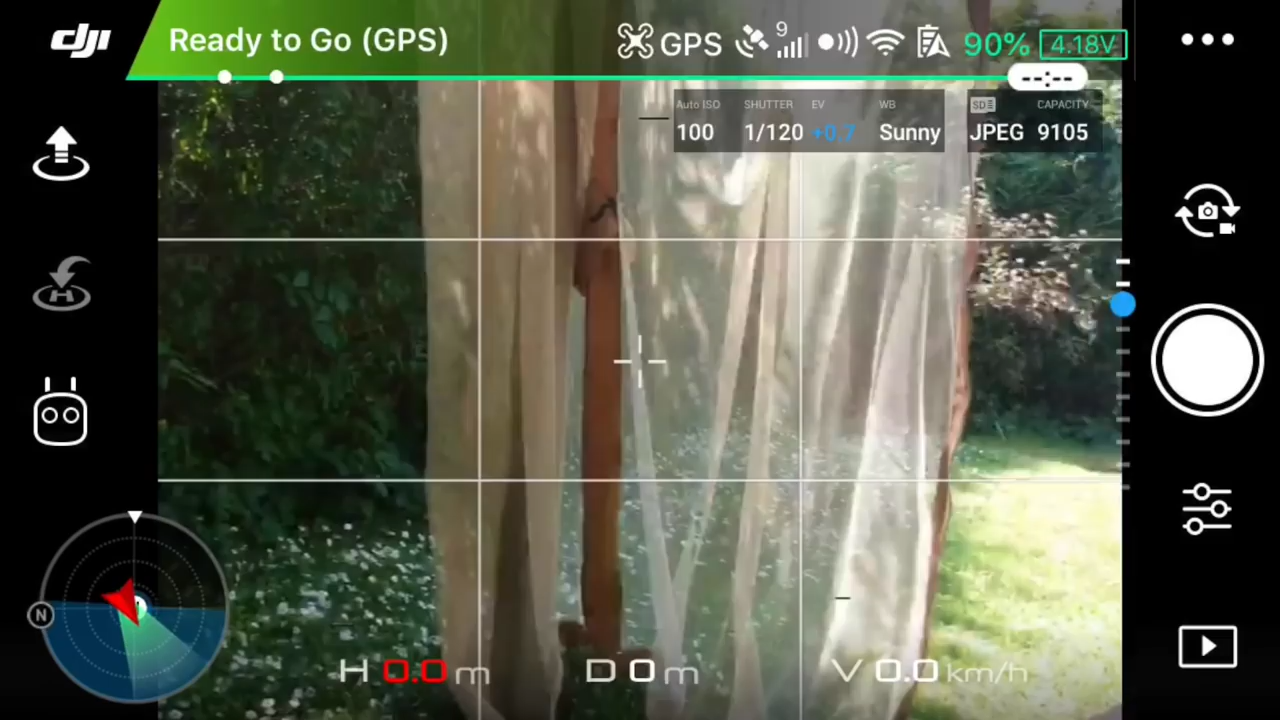 dji
Ready to Go (GPS)
GPS
9
90%
4.18V
--:--
Auto ISO SHUTTER EV WB
100 1/120 +0.7 Sunny
SD CAPACITY
JPEG 9105
H
N
H 0.0 m D 0 m V 0.0 km/h